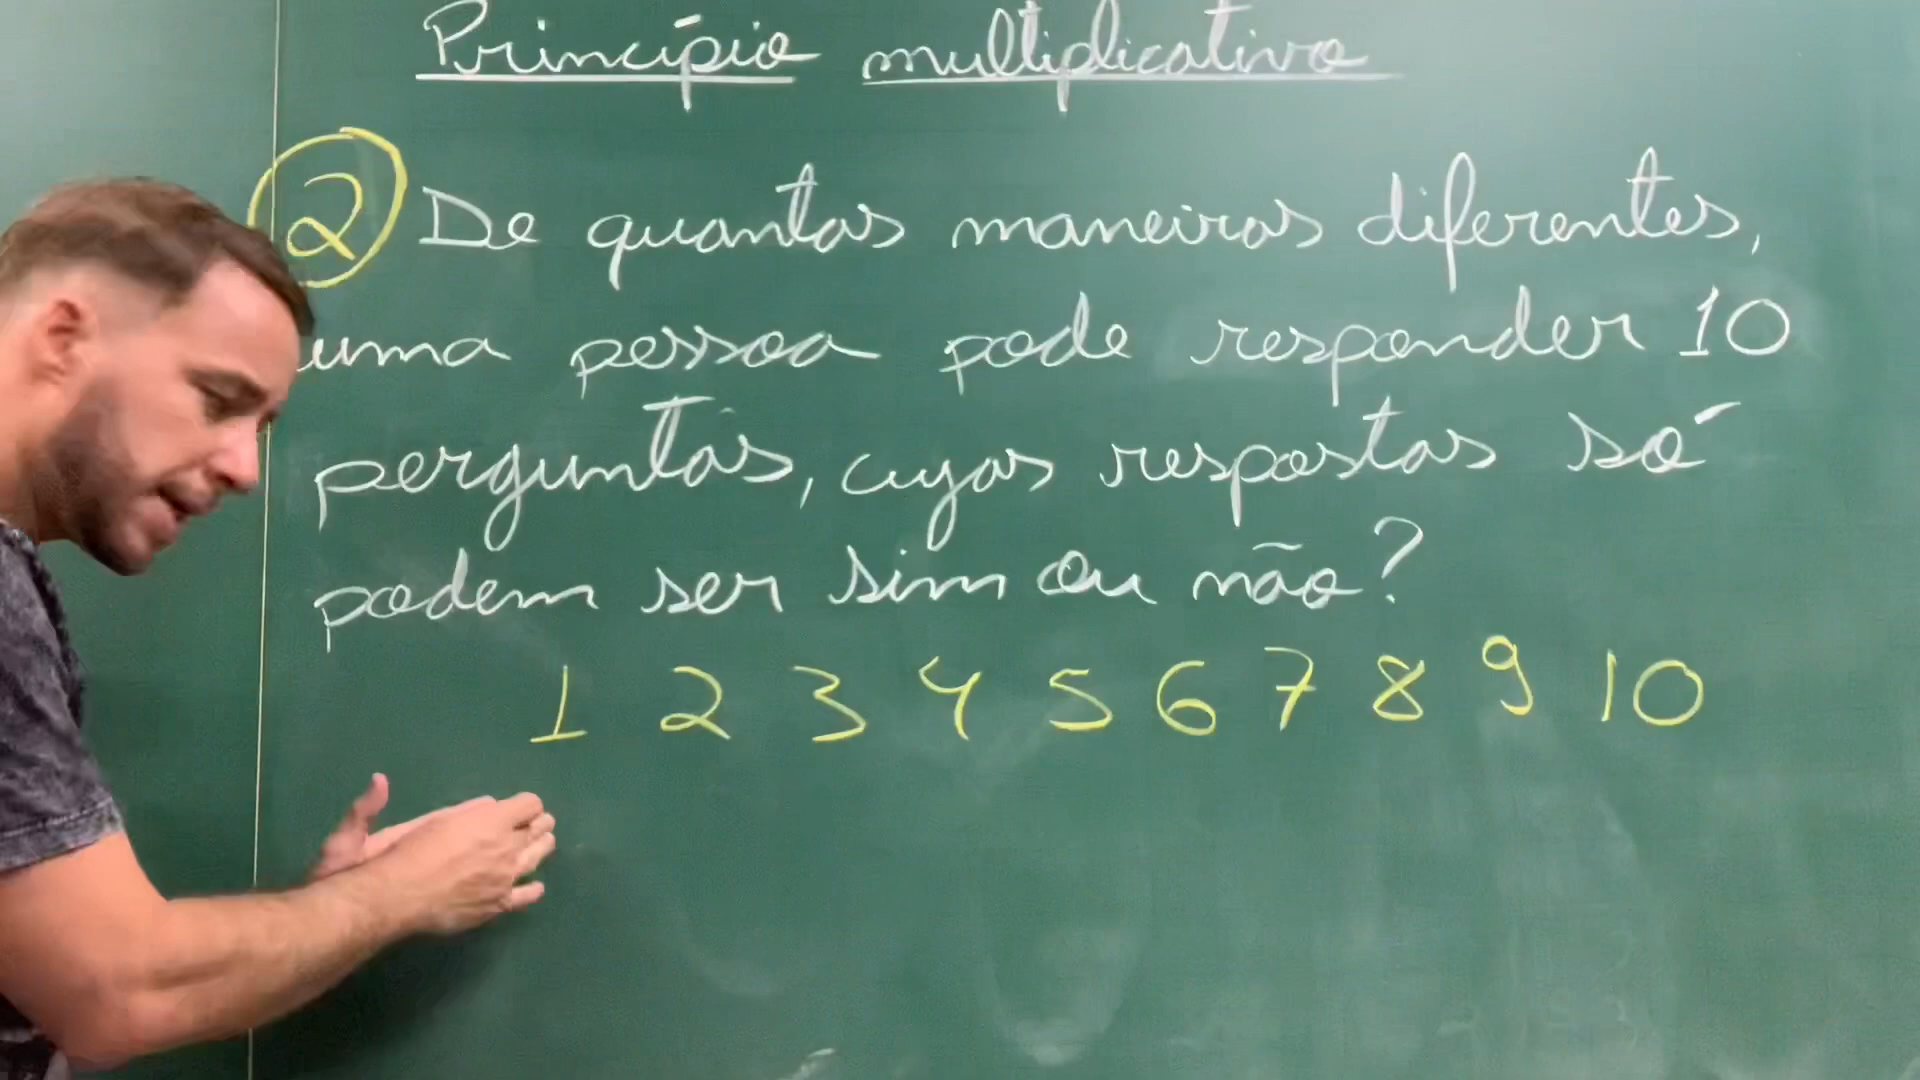 Princípio multiplicativo
2 De quantas maneiras diferentes,
uma pessoa pode responder 10
perguntas, cujas respostas só
podem ser sim ou não?
1 2 3 4 5 6 7 8 9 10